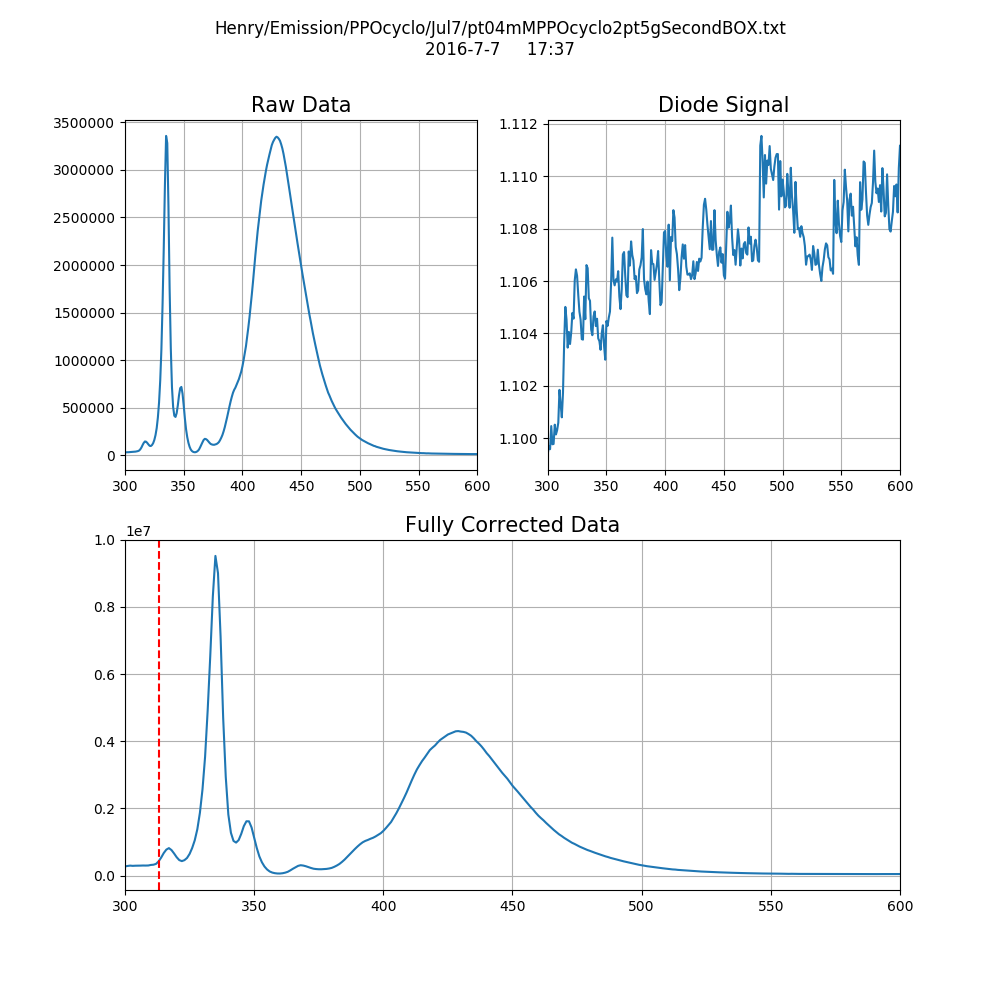 Henry/Emission/PPOcyclo/Jul7/pt04mMPPOcyclo2pt5gSecondBOX.txt
2016-7-7 17:37
Raw Data
3500000
3000000
2500000
2000000
1500000
1000000
500000
0
300 350 400 450 500 550 600
Diode Signal
1.112
1.110
1.108
1.106
1.104
1.102
1.100
300 350 400 450 500 550 600
Fully Corrected Data
1e7
1.0
0.8
0.6
0.4
0.2
0.0
300 350 400 450 500 550 600